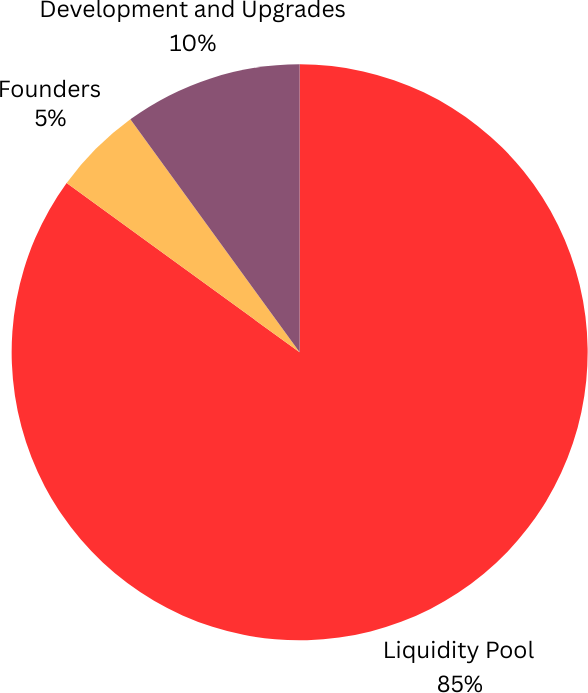 Development and Upgrades
10%
Founders
5%
Liquidity Pool
85%